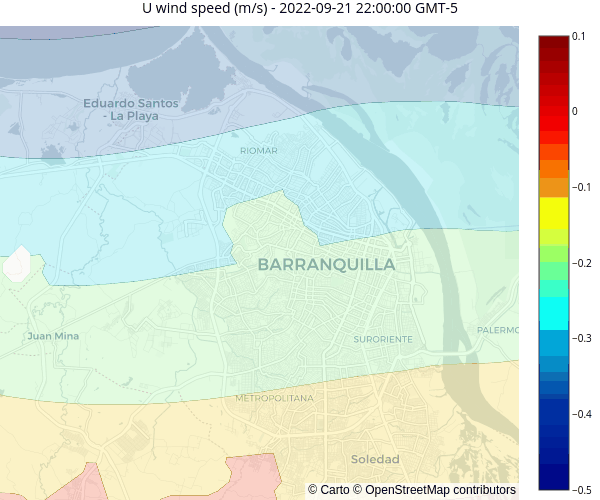 U wind speed (m/s) - 2022-09-21 22:00:00 GMT-5
0.1
Eduardo Santos
- La Playa
0
RIOMAR
−0.1
−0.2
BARRANQUILLA
Juan Mina
SURORIENTE
PALERMO
−0.3
METROPOLITANA
−0.4
Soledad
© Carto © OpenStreetMap contributors
−0.5